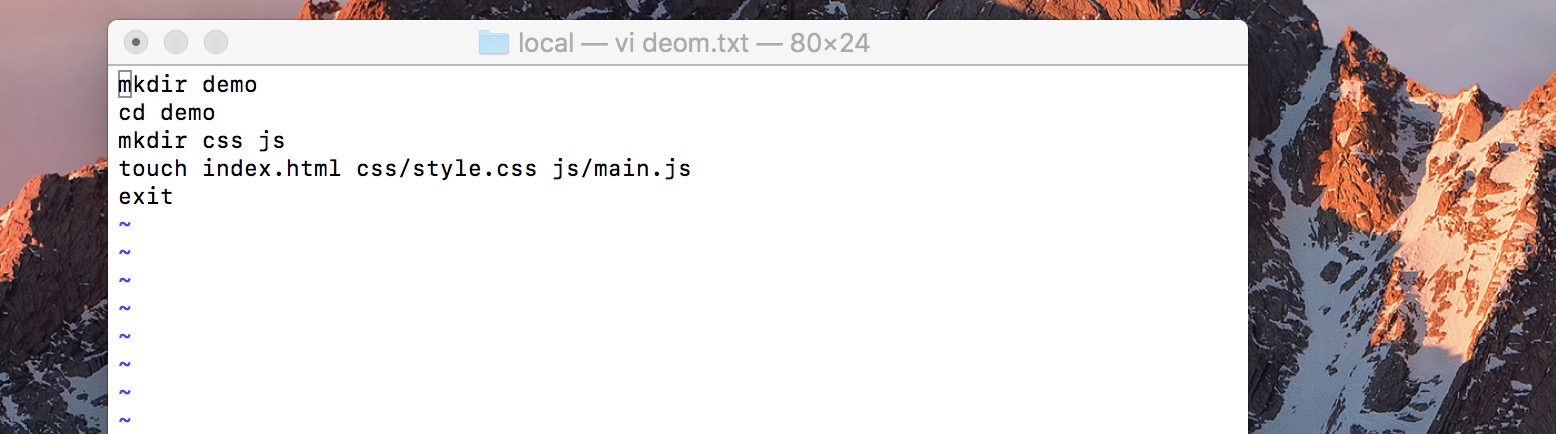 local — vi deom.txt — 80×24
mkdir demo
cd demo
mkdir css js
touch index.html css/style.css js/main.js
exit
~
~
~
~
~
~
~
~